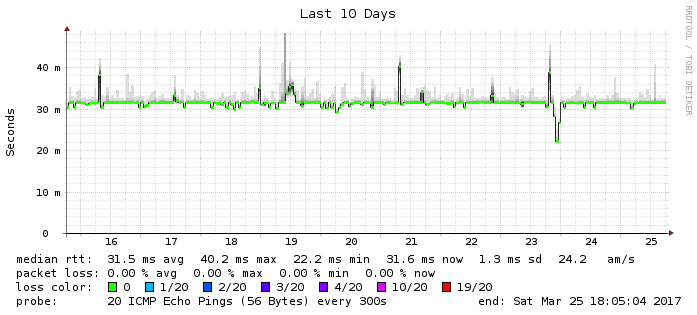 Last 10 Days
RRDTOOL / TOBI OETIKER
Seconds
40 m
30 m
20 m
10 m
0
16 17 18 19 20 21 22 23 24 25
median rtt: 31.5 ms avg 40.2 ms max 22.2 ms min 31.6 ms now 1.3 ms sd 24.2 am/s
packet loss: 0.00 % avg 0.00 % max 0.00 % min 0.00 % now
loss color: 0 1/20 2/20 3/20 4/20 10/20 19/20
probe: 20 ICMP Echo Pings (56 Bytes) every 300s end: Sat Mar 25 18:05:04 2017